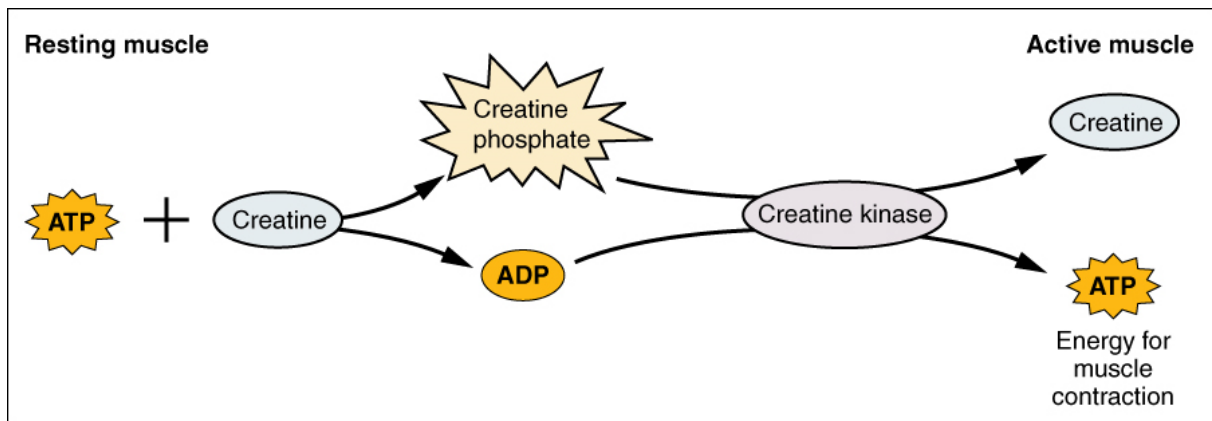 Resting muscle
Active muscle
Creatine
phosphate
Creatine
ATP
Creatine
Creatine kinase
ADP
ATP
Energy for
muscle
contraction